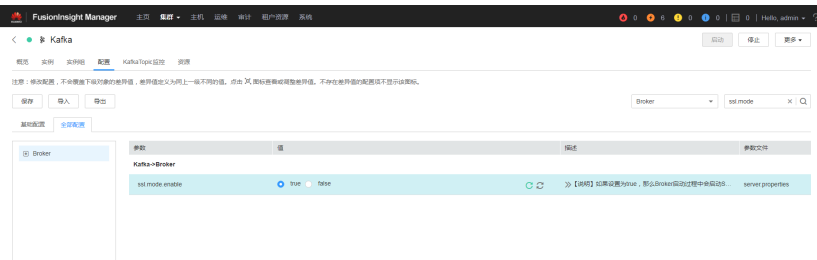 FusionInsight Manager 主页 集群 主机 运维 审计 租户资源 系统 0 6 0 0 0 Hello, admin
Kafka 启动 停止 更多
概览 实例 实例组 配置 KafkaTopic监控 资源
注意：修改配置，不会覆盖下级对象的差异值，差异值定义为同上一级不同的值。点击 图标查看或调整差异值。不存在差异值的配置项不显示该图标。
保存 导入 导出 Broker ssl.mode
基础配置 全部配置
Broker 参数 值 描述 参数文件
Kafka->Broker
ssl.mode.enable true false 【说明】如果设置为true，那么Broker启动过程中会启动S... server.properties